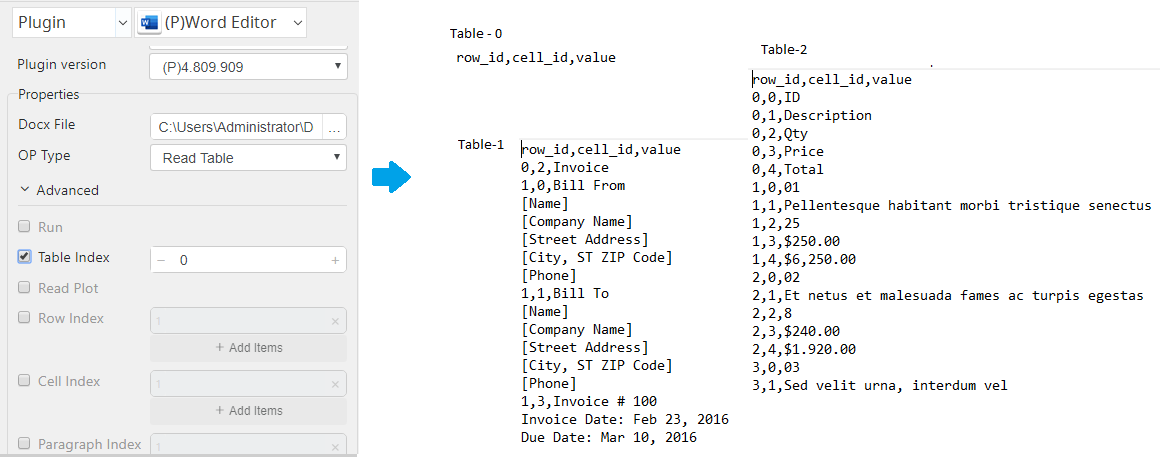 Plugin
(P)Word Editor
Plugin version
(P)4.809.909
Properties
Docx File
C:\Users\Administrator\D
...
OP Type
Read Table
Advanced
Run
Table Index
− 0 +
Read Plot
Row Index
1 ×
+ Add Items
Cell Index
1 ×
+ Add Items
Paragraph Index
1 ×
Table - 0
row_id,cell_id,value
Table-1
row_id,cell_id,value
0,2,Invoice
1,0,Bill From
[Name]
[Company Name]
[Street Address]
[City, ST ZIP Code]
[Phone]
1,1,Bill To
[Name]
[Company Name]
[Street Address]
[City, ST ZIP Code]
[Phone]
1,3,Invoice # 100
Invoice Date: Feb 23, 2016
Due Date: Mar 10, 2016
Table-2
row_id,cell_id,value
0,0,ID
0,1,Description
0,2,Qty
0,3,Price
0,4,Total
1,0,01
1,1,Pellentesque habitant morbi tristique senectus
1,2,25
1,3,$250.00
1,4,$6,250.00
2,0,02
2,1,Et netus et malesuada fames ac turpis egestas
2,2,8
2,3,$240.00
2,4,$1.920.00
3,0,03
3,1,Sed velit urna, interdum vel